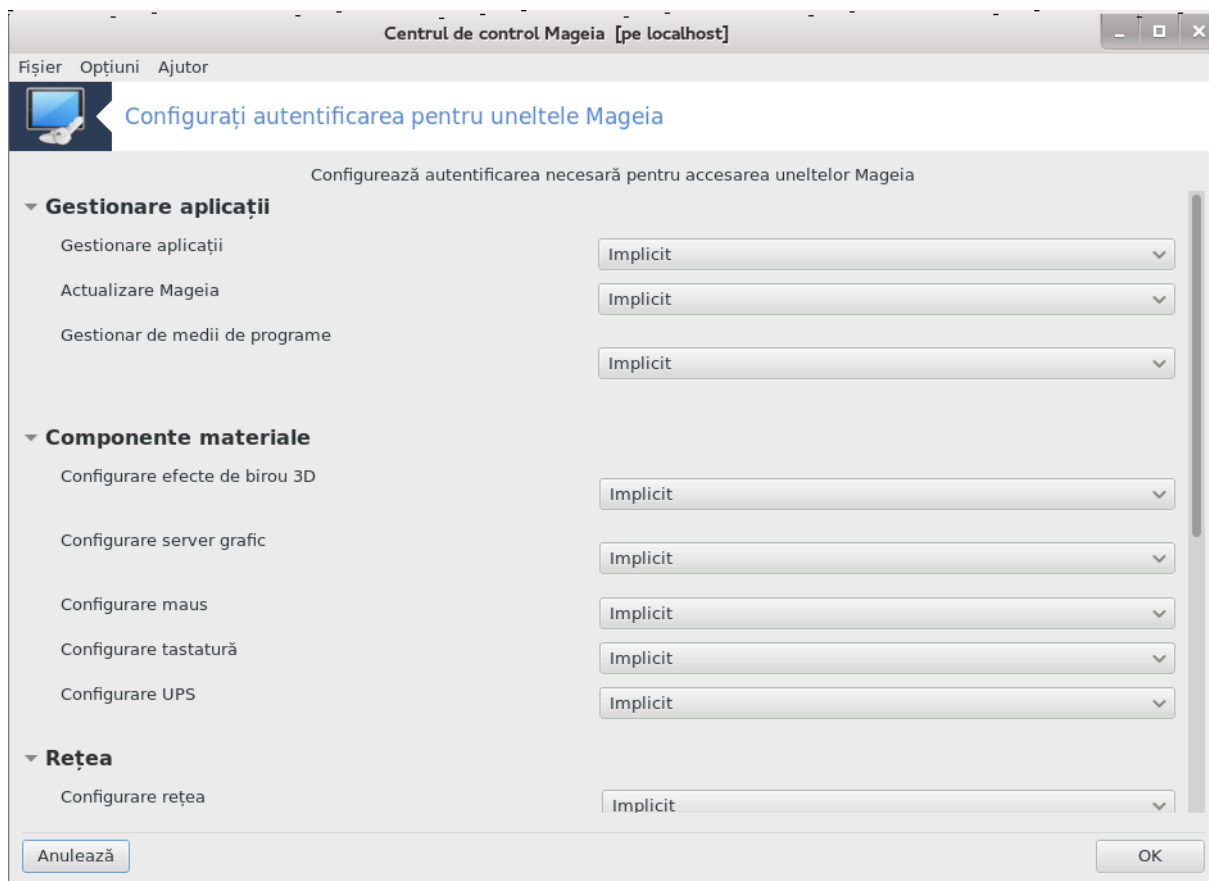 Centrul de control Mageia [pe localhost]
Fișier Opțiuni Ajutor
Configurați autentificarea pentru uneltele Mageia
Configurează autentificarea necesară pentru accesarea uneltelor Mageia
Gestionare aplicații
Gestionare aplicații Implicit
Actualizare Mageia Implicit
Gestionar de medii de programe Implicit
Componente materiale
Configurare efecte de birou 3D Implicit
Configurare server grafic Implicit
Configurare maus Implicit
Configurare tastatură Implicit
Configurare UPS Implicit
Rețea
Configurare rețea Implicit
Anulează OK